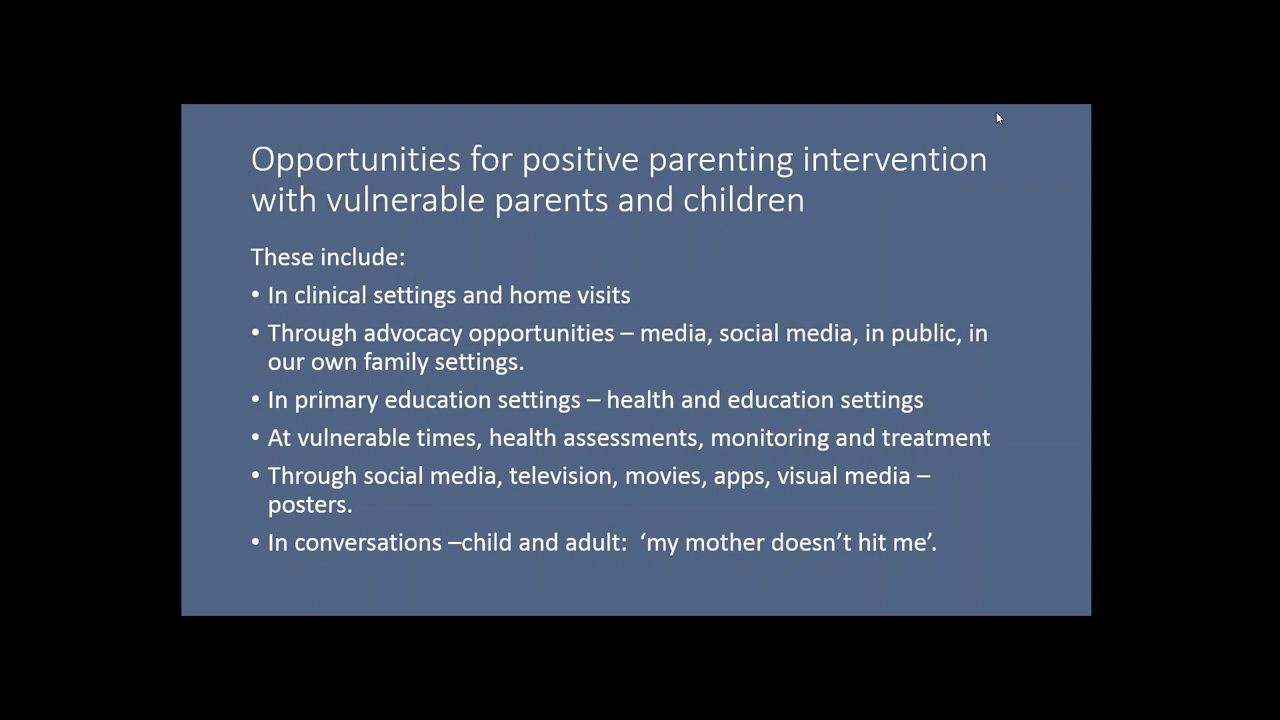 Opportunities for positive parenting intervention
with vulnerable parents and children
These include:
• In clinical settings and home visits
• Through advocacy opportunities – media, social media, in public, in
our own family settings.
• In primary education settings – health and education settings
• At vulnerable times, health assessments, monitoring and treatment
• Through social media, television, movies, apps, visual media –
posters.
• In conversations –child and adult:  ‘my mother doesn’t hit me’.